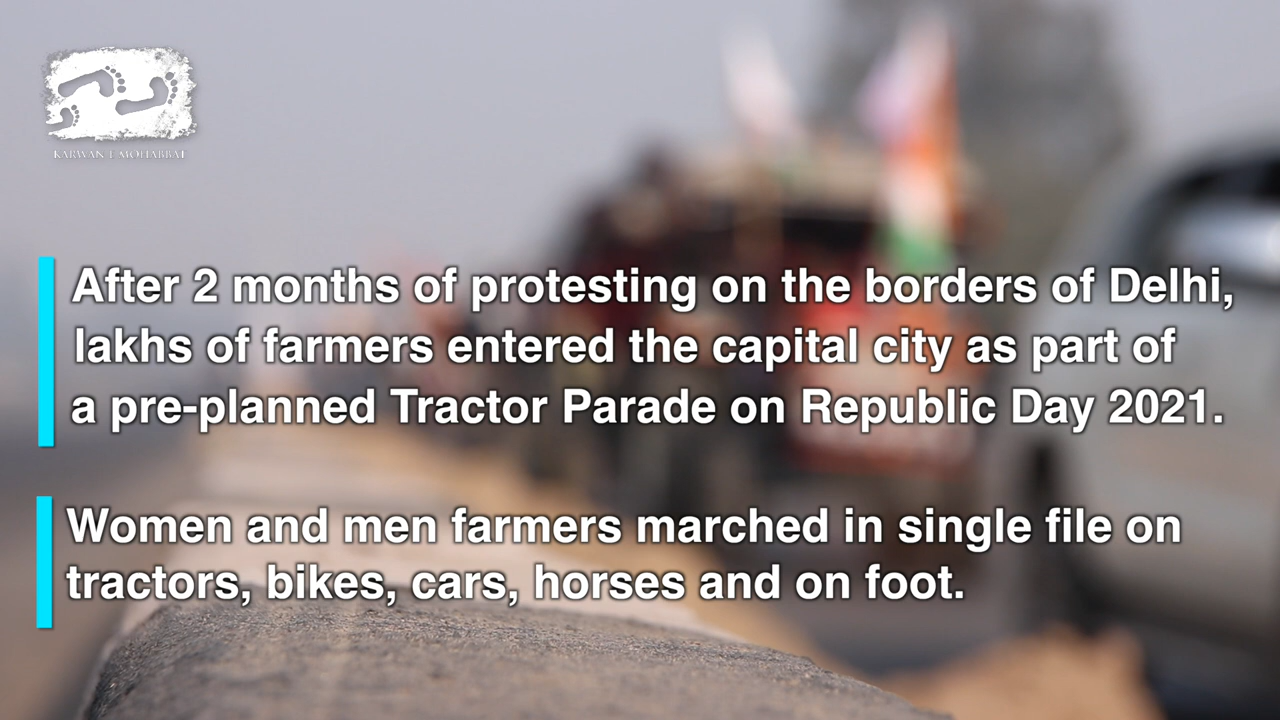 KARWAN E MOHABBAT
After 2 months of protesting on the borders of Delhi,
lakhs of farmers entered the capital city as part of
a pre-planned Tractor Parade on Republic Day 2021.
Women and men farmers marched in single file on
tractors, bikes, cars, horses and on foot.